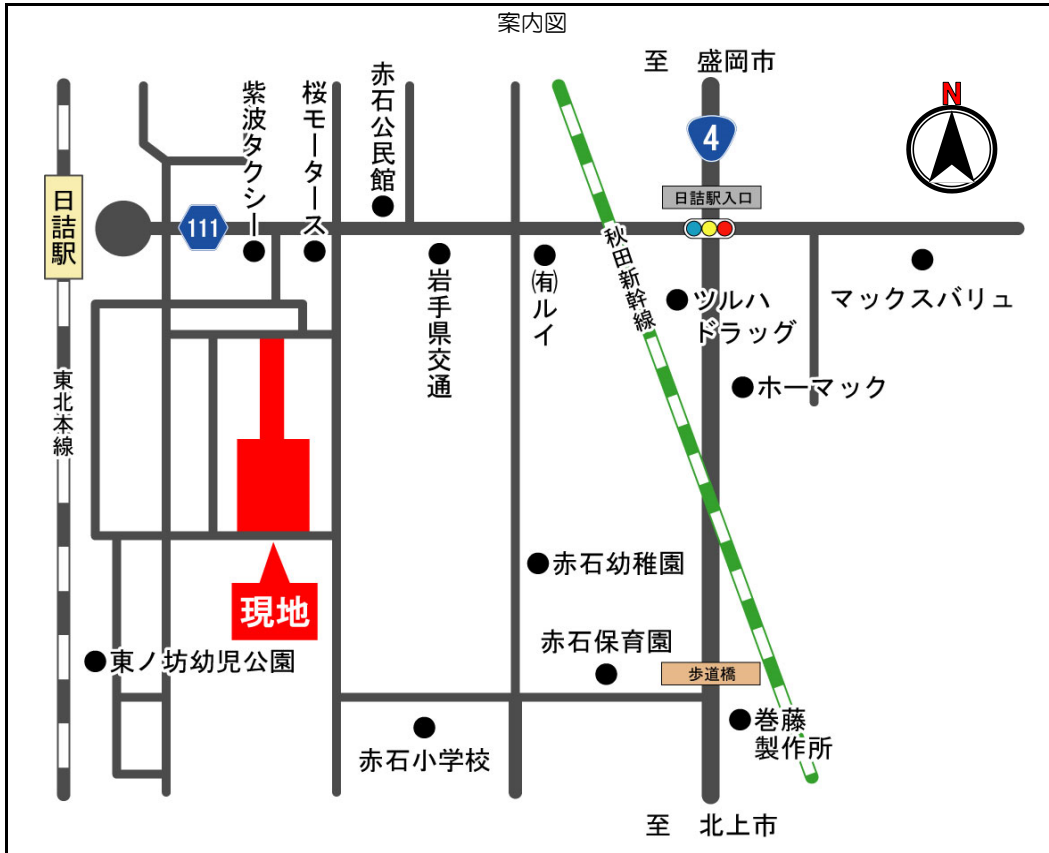 案内図
至 盛岡市
N
4
日詰駅入口
日詰駅
111
紫波タクシー
桜モータース
赤石公民館
岩手県交通
㈲ルイ
秋田新幹線
ツルハ
ドラッグ
マックスバリュ
ホーマック
東北本線
現地
赤石幼稚園
赤石保育園
歩道橋
東ノ坊幼児公園
赤石小学校
巻藤
製作所
至 北上市